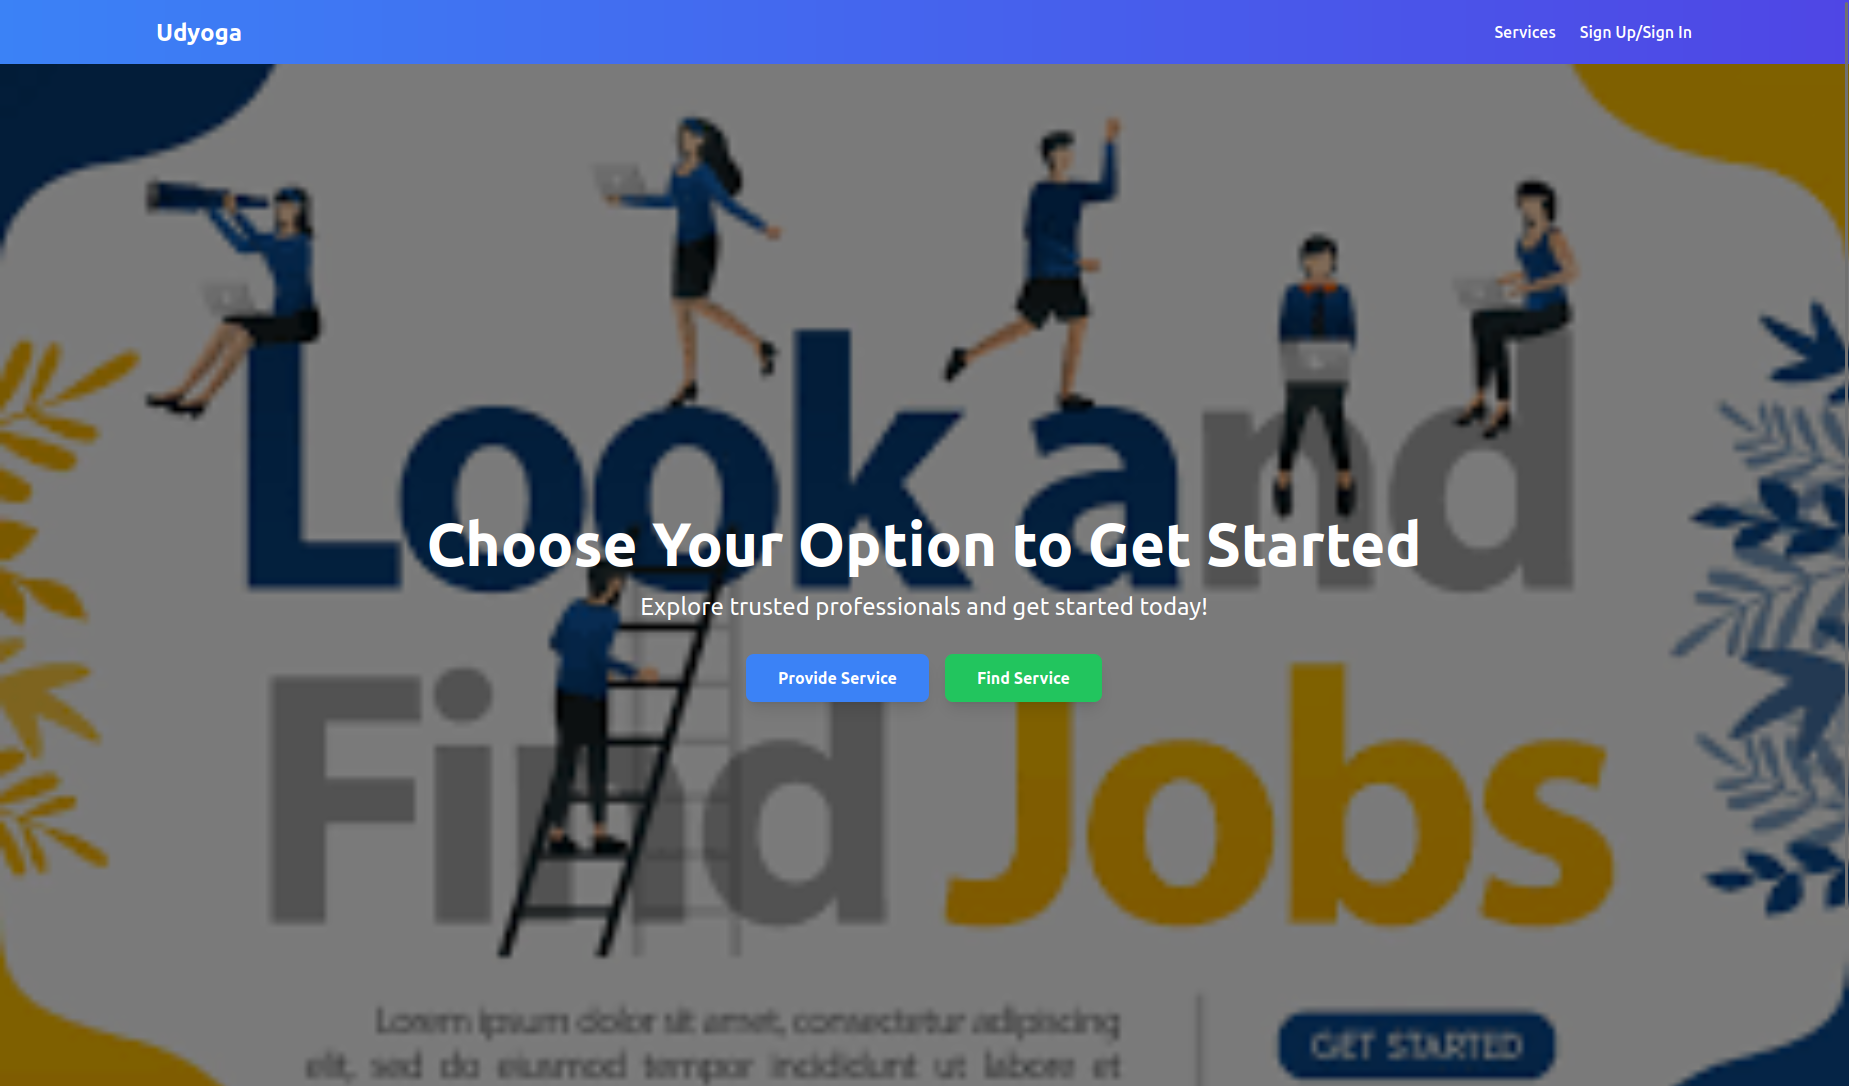 Udyoga
Services Sign Up/Sign In
Look and
Choose Your Option to Get Started
Explore trusted professionals and get started today!
Provide Service Find Service
Find Jobs
Lorem ipsum dolor sit amet, consectetur adipiscing
elit, sed do eiusmod tempor incididunt ut labore et
GET STARTED